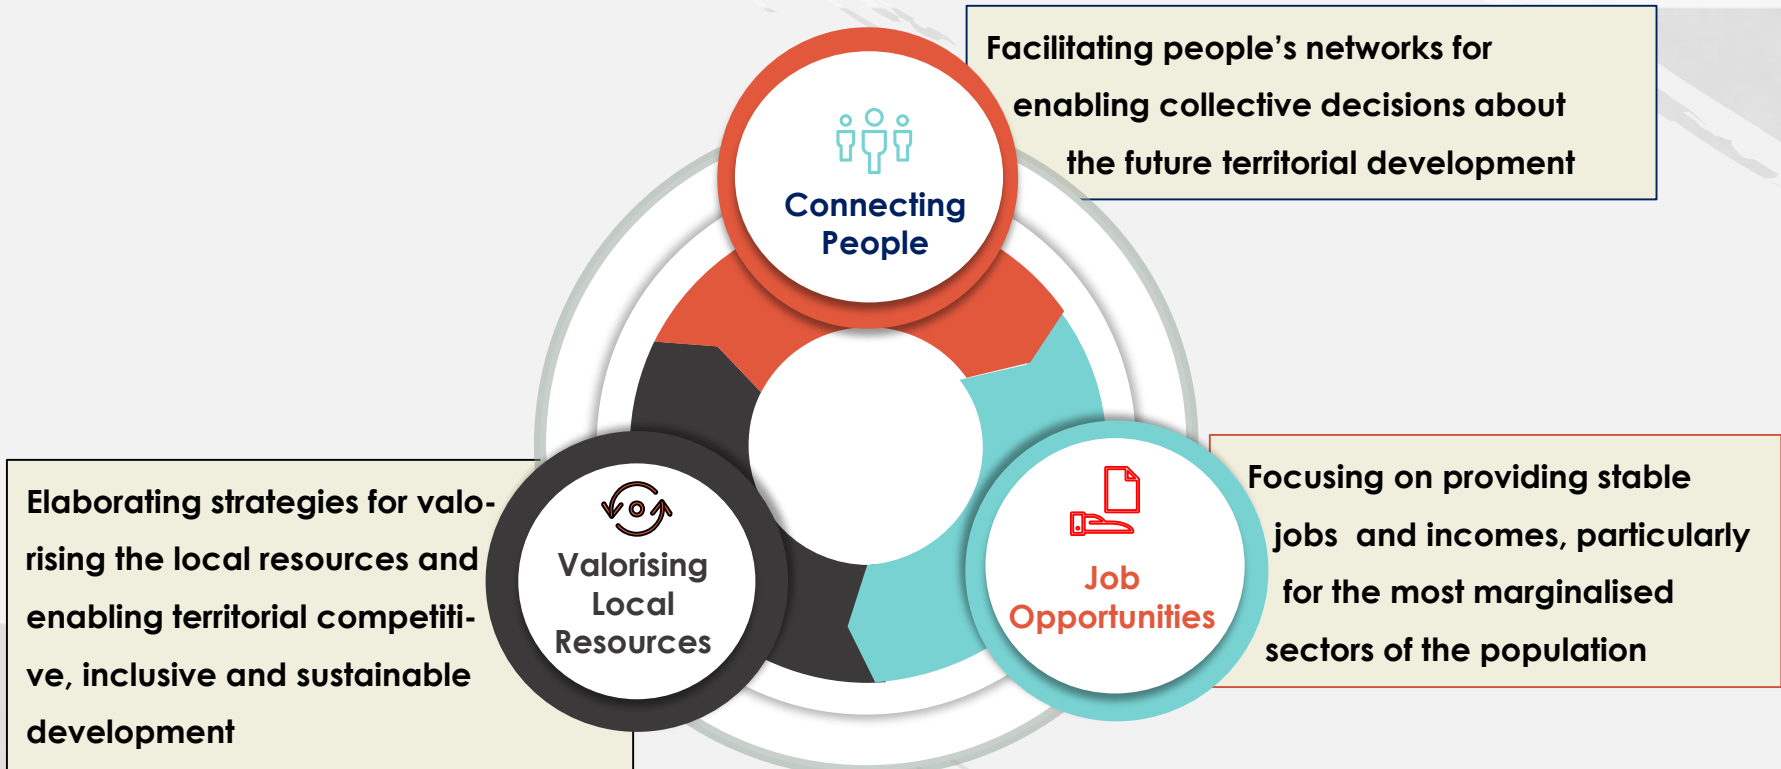 Facilitating people’s networks for
enabling collective decisions about
the future territorial development
Connecting
People
Elaborating strategies for valo-
rising the local resources and
enabling territorial competiti-
ve, inclusive and sustainable
development
Valorising
Local
Resources
Job
Opportunities
Focusing on providing stable
jobs and incomes, particularly
for the most marginalised
sectors of the population